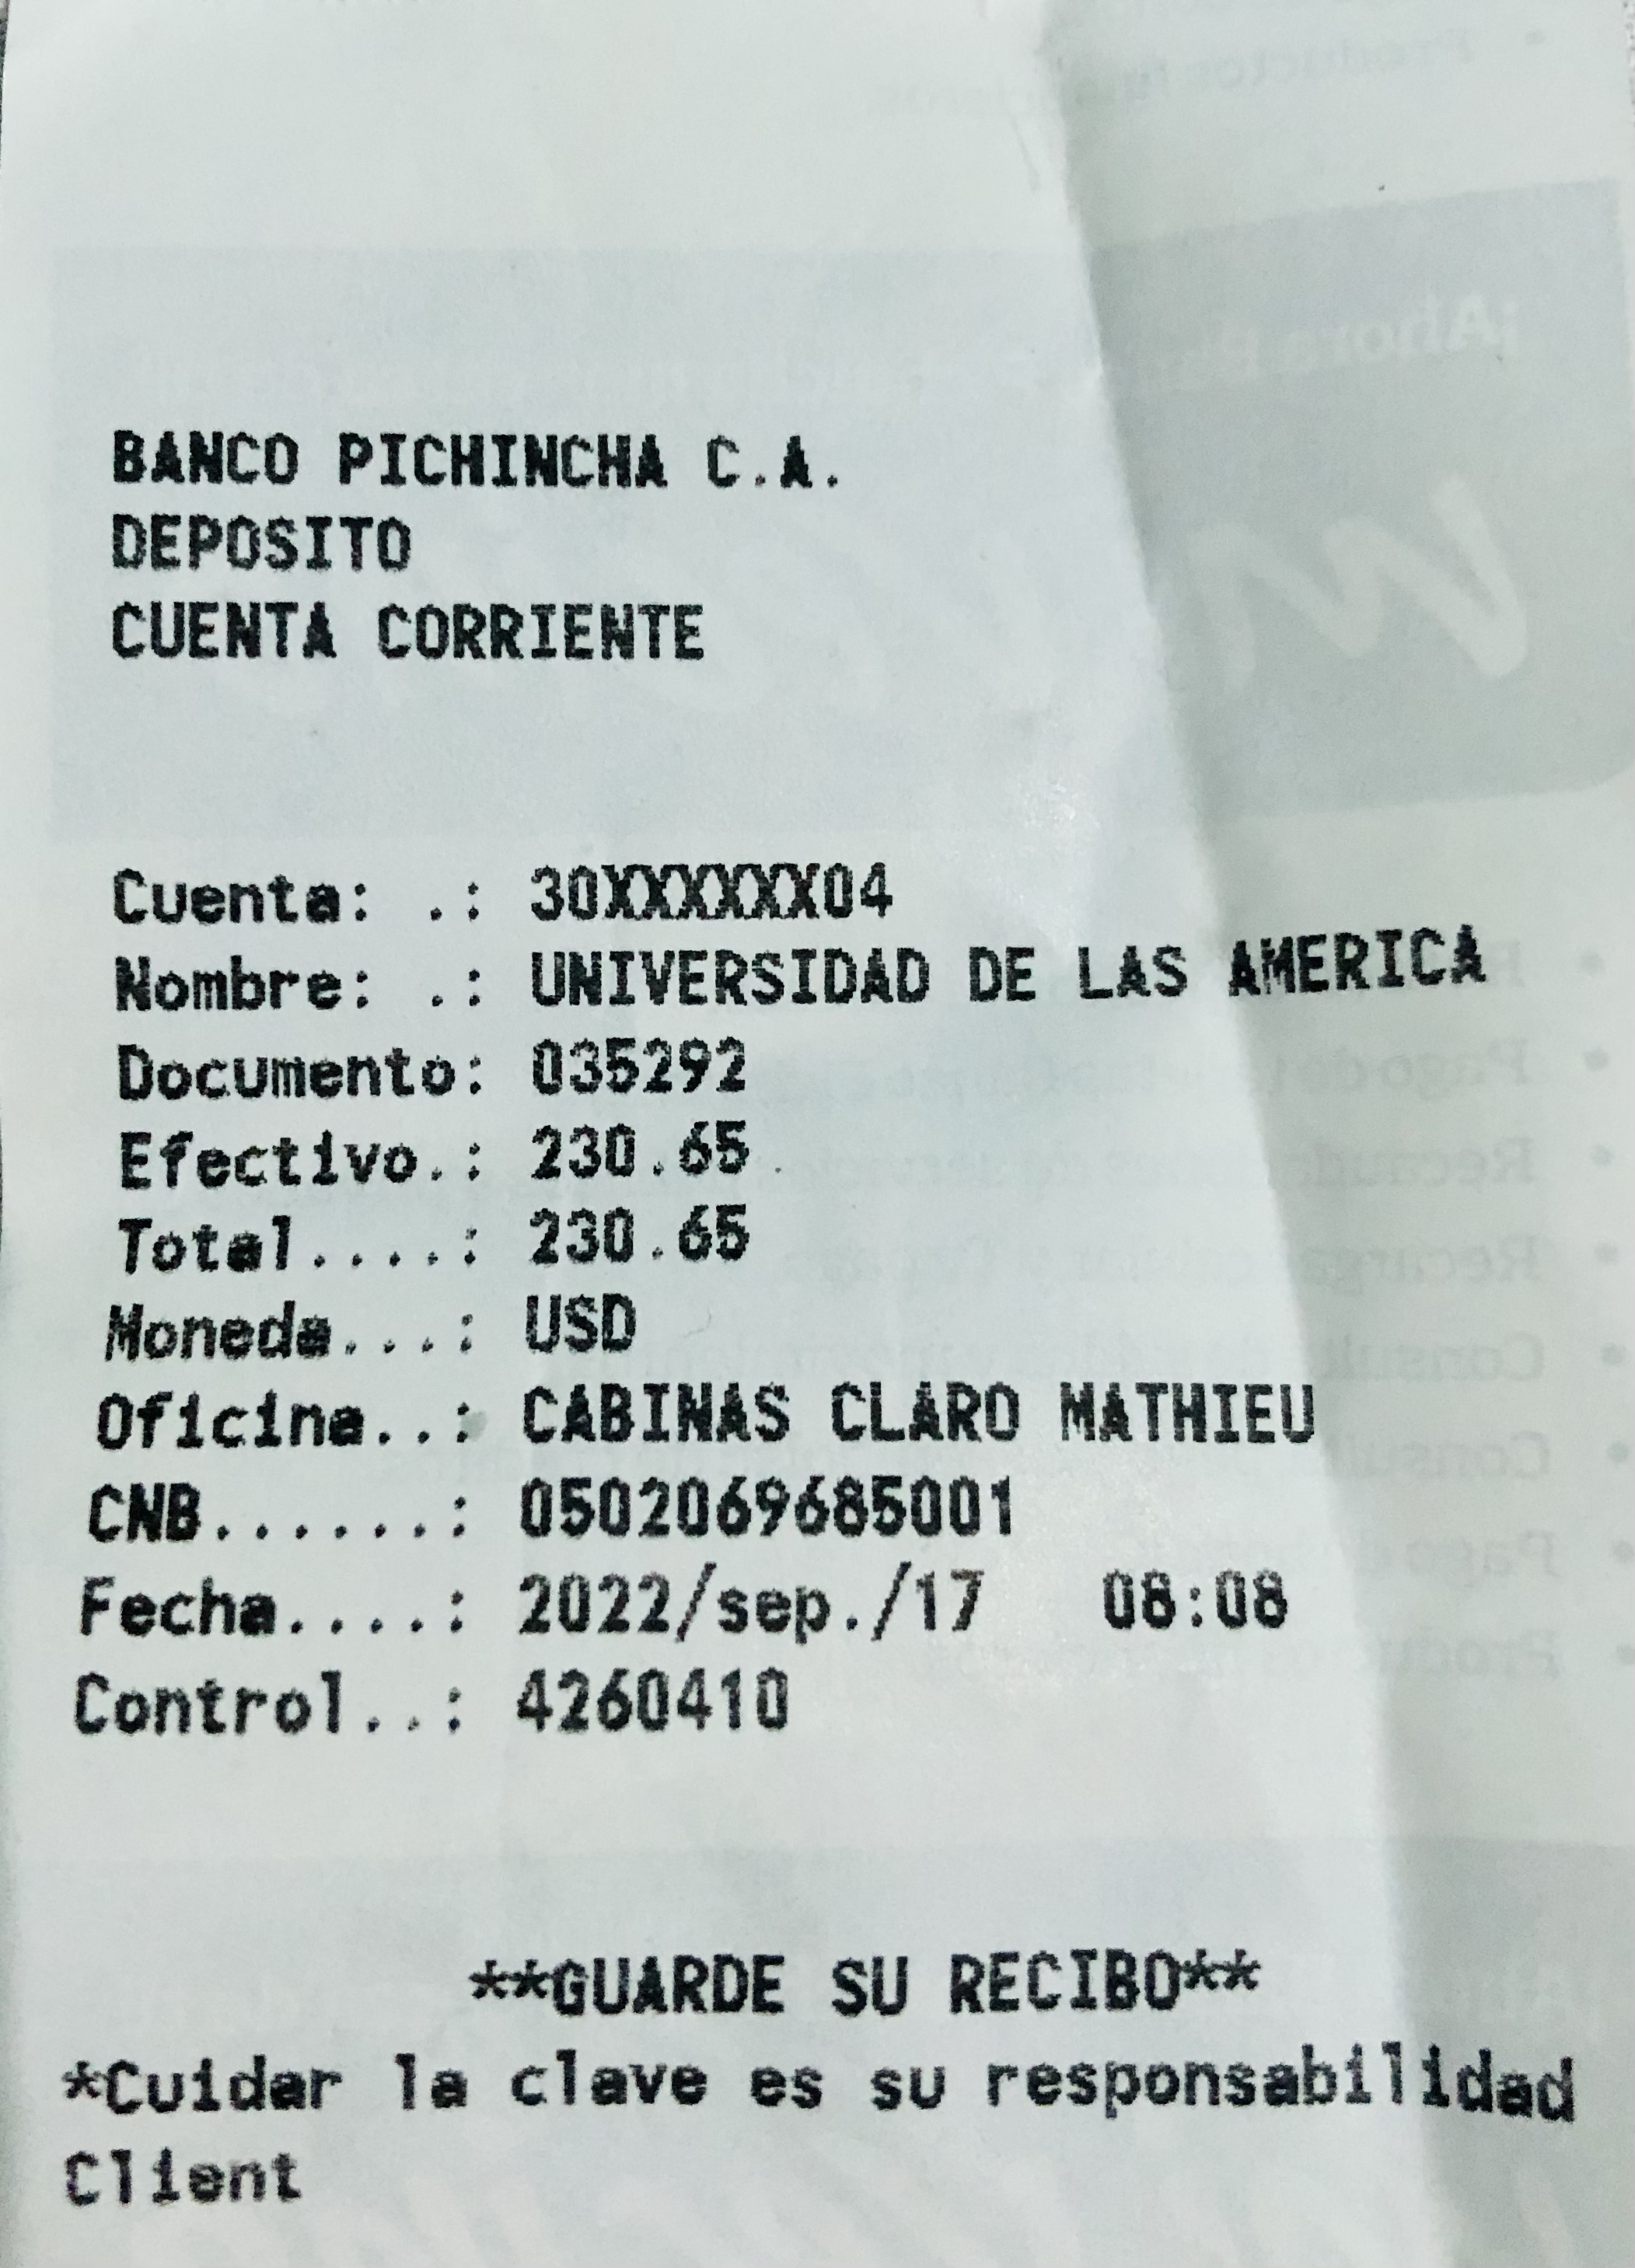 BANCO PICHINCHA C.A.
DEPOSITO
CUENTA CORRIENTE
Cuenta: .: 30XXXXXX04
Nombre: .: UNIVERSIDAD DE LAS AMERICA
Documento: 035292
Efectivo.: 230.65
Total....: 230.65
Moneda...: USD
Oficina..: CABINAS CLARO MATHIEU
CNB......: 0502069685001
Fecha....: 2022/sep./17 08:08
Control..: 4260410
**GUARDE SU RECIBO**
*Cuidar la clave es su responsabilidad
Client